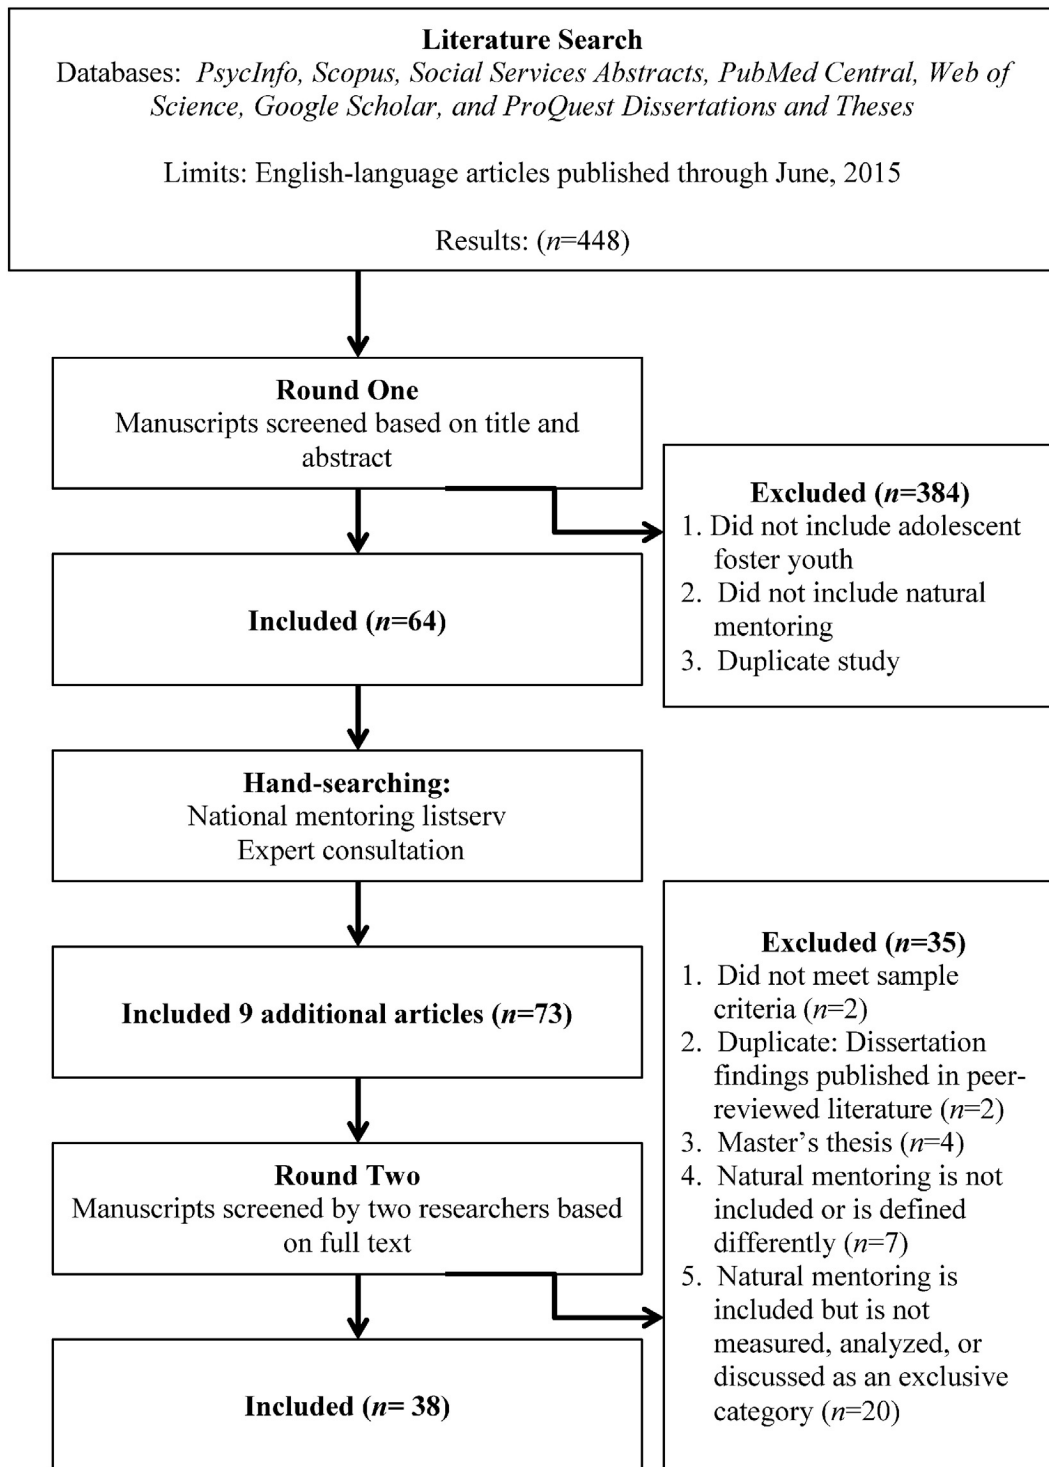 Literature Search
Databases: PsycInfo, Scopus, Social Services Abstracts, PubMed Central, Web of
Science, Google Scholar, and ProQuest Dissertations and Theses
Limits: English-language articles published through June, 2015
Results: (n=448)
Round One
Manuscripts screened based on title and
abstract
Excluded (n=384)
1. Did not include adolescent
foster youth
2. Did not include natural
mentoring
3. Duplicate study
Included (n=64)
Hand-searching:
National mentoring listserv
Expert consultation
Included 9 additional articles (n=73)
Round Two
Manuscripts screened by two researchers based
on full text
Excluded (n=35)
1. Did not meet sample
criteria (n=2)
2. Duplicate: Dissertation
findings published in peer-
reviewed literature (n=2)
3. Master’s thesis (n=4)
4. Natural mentoring is not
included or is defined
differently (n=7)
5. Natural mentoring is
included but is not
measured, analyzed, or
discussed as an exclusive
category (n=20)
Included (n= 38)